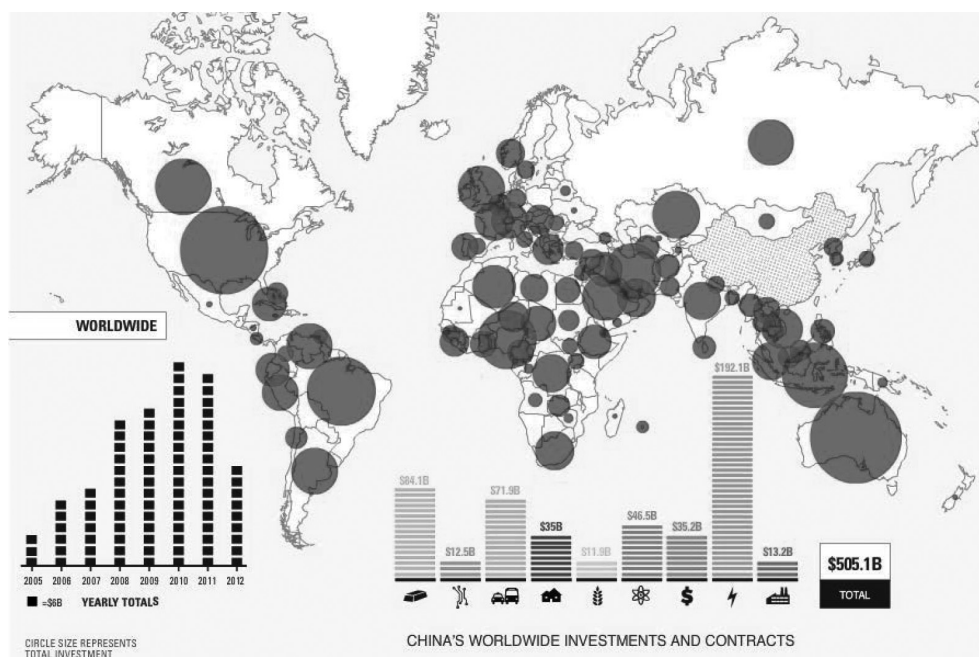 WORLDWIDE
$192.1B
$84.1B
$71.9B
$46.5B
$35B
$35.2B
$12.5B
$11.9B
$13.2B
$505.1B
TOTAL
2005 2006 2007 2008 2009 2010 2011 2012
=$6B YEARLY TOTALS
CIRCLE SIZE REPRESENTS
TOTAL INVESTMENT
CHINA'S WORLDWIDE INVESTMENTS AND CONTRACTS